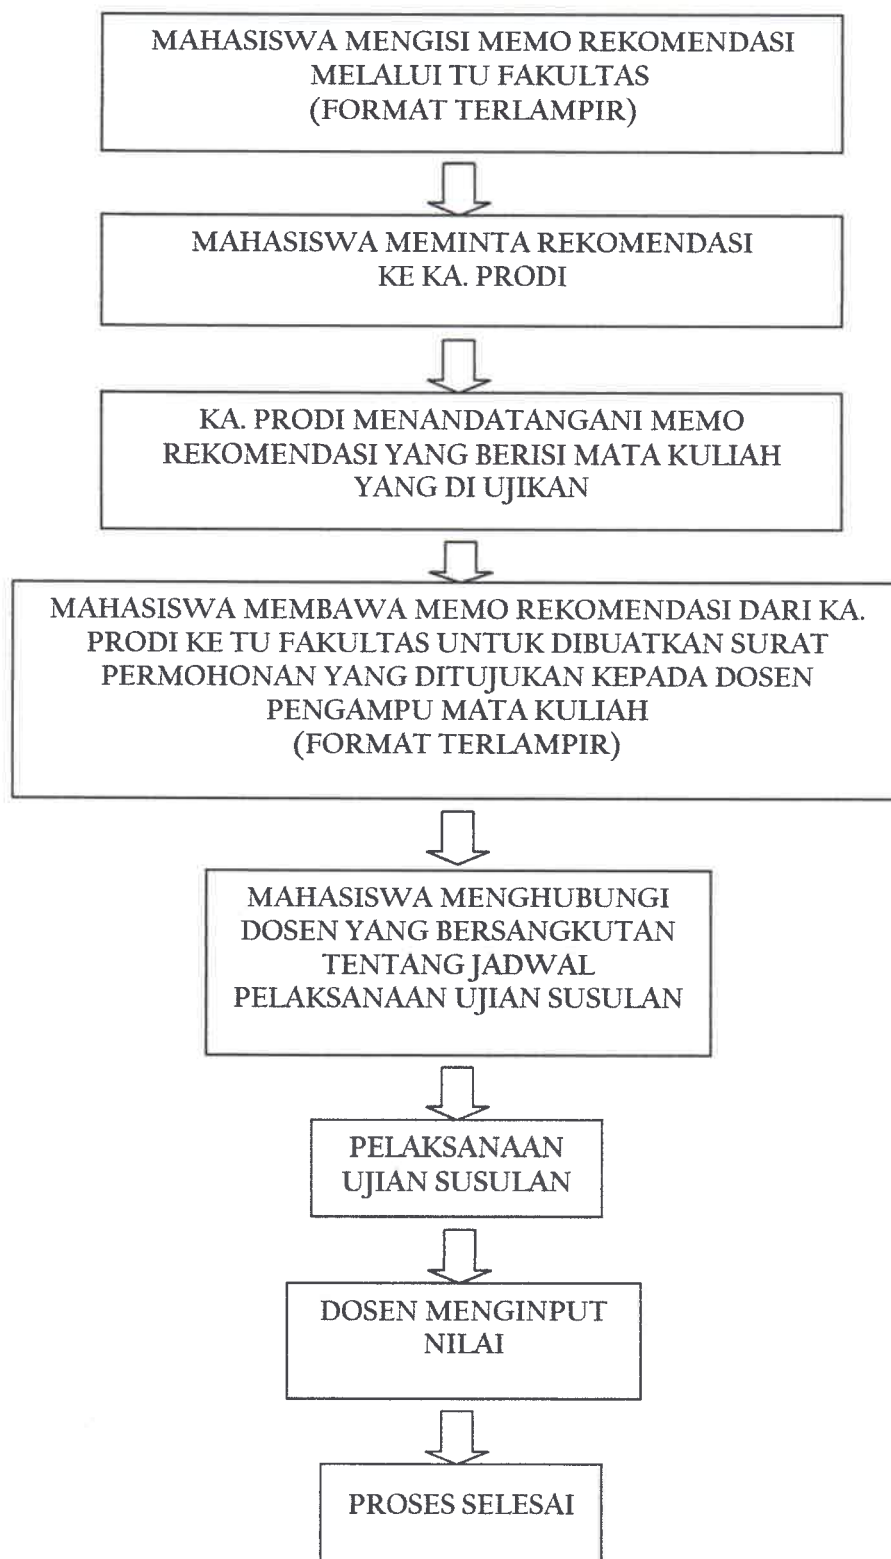 MAHASISWA MENGISI MEMO REKOMENDASI
MELALUI TU FAKULTAS
(FORMAT TERLAMPIR)
MAHASISWA MEMINTA REKOMENDASI
KE KA. PRODI
KA. PRODI MENANDATANGANI MEMO
REKOMENDASI YANG BERISI MATA KULIAH
YANG DI UJIKAN
MAHASISWA MEMBAWA MEMO REKOMENDASI DARI KA.
PRODI KE TU FAKULTAS UNTUK DIBUATKAN SURAT
PERMOHONAN YANG DITUJUKAN KEPADA DOSEN
PENGAMPU MATA KULIAH
(FORMAT TERLAMPIR)
MAHASISWA MENGHUBUNGI
DOSEN YANG BERSANGKUTAN
TENTANG JADWAL
PELAKSANAAN UJIAN SUSULAN
PELAKSANAAN
UJIAN SUSULAN
DOSEN MENGINPUT
NILAI
PROSES SELESAI